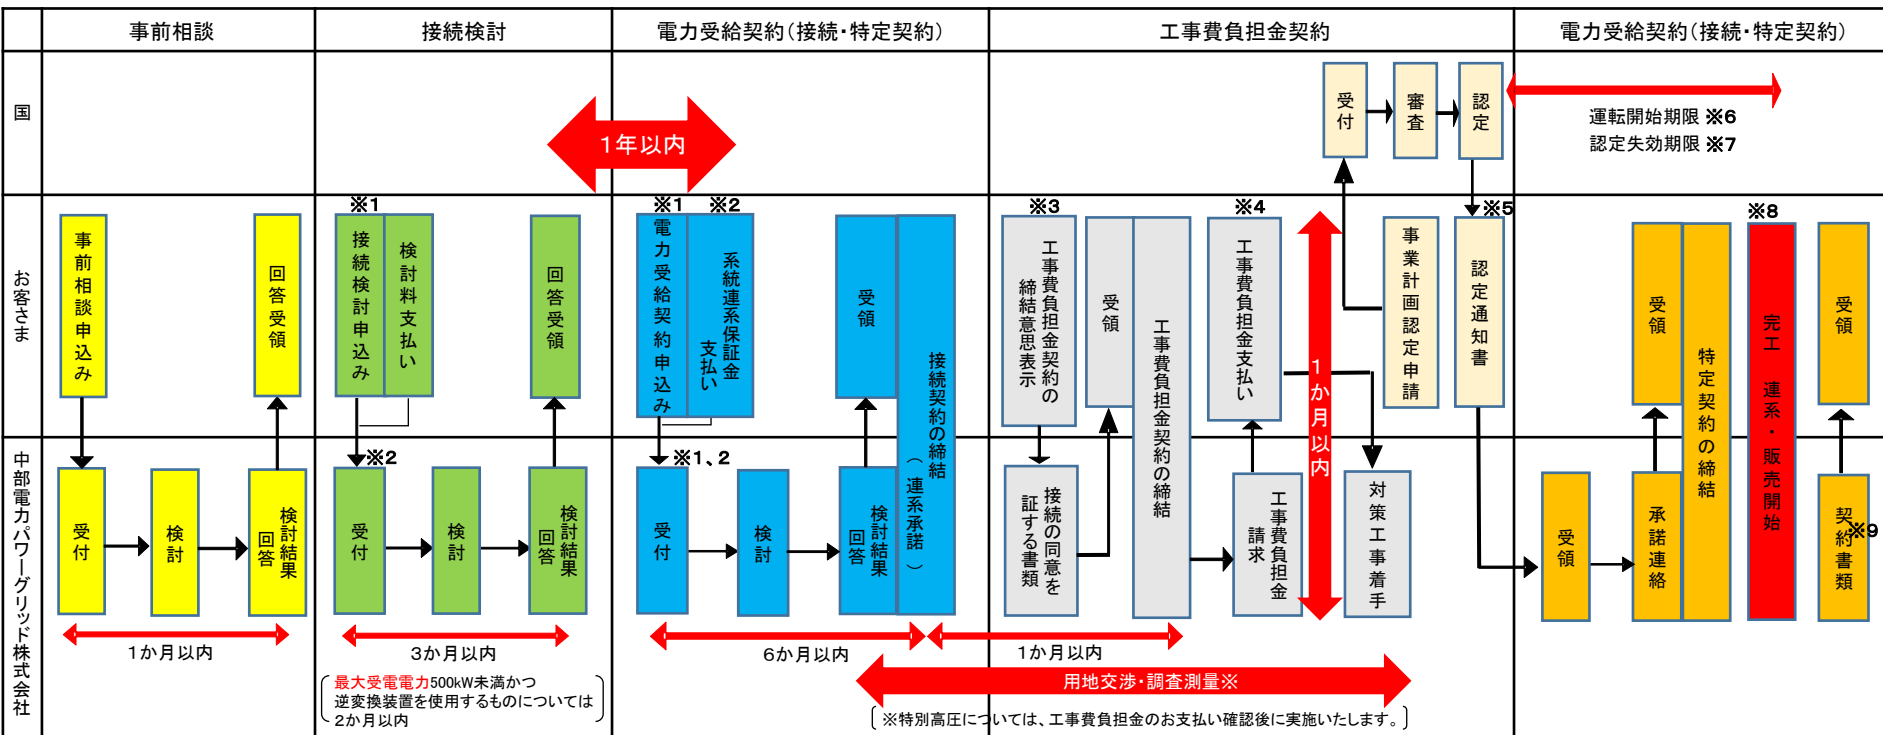 事前相談
接続検討
電力受給契約(接続・特定契約)
工事費負担金契約
電力受給契約(接続・特定契約)
国
1年以内
受付
審査
認定
運転開始期限 ※6
認定失効期限 ※7
お客さま
事前相談申込み
回答受領
※1
接続検討申込み
検討料支払い
回答受領
※1
※2
電力受給契約申込み
系統連系保証金
支払い
受領
接続契約の締結
(連系承諾)
※3
工事費負担金契約の
締結意思表示
受領
工事費負担金契約の締結
※4
工事費負担金支払い
1か月以内
事業計画認定申請
※5
認定通知書
受領
特定契約の締結
※8
完工 連系・販売開始
受領
中部電力パワーグリッド株式会社
受付
検討
検討結果
回答
1か月以内
※2
受付
検討
検討結果
回答
3か月以内
最大受電電力500kW未満かつ
逆変換装置を使用するものについては
2か月以内
※1、2
受付
検討
検討結果
回答
6か月以内
接続の同意を
証する書類
工事費負担金
請求
対策工事着手
1か月以内
用地交渉・調査測量※
※特別高圧については、工事費負担金のお支払い確認後に実施いたします。
受領
承諾連絡
契約書類
※9